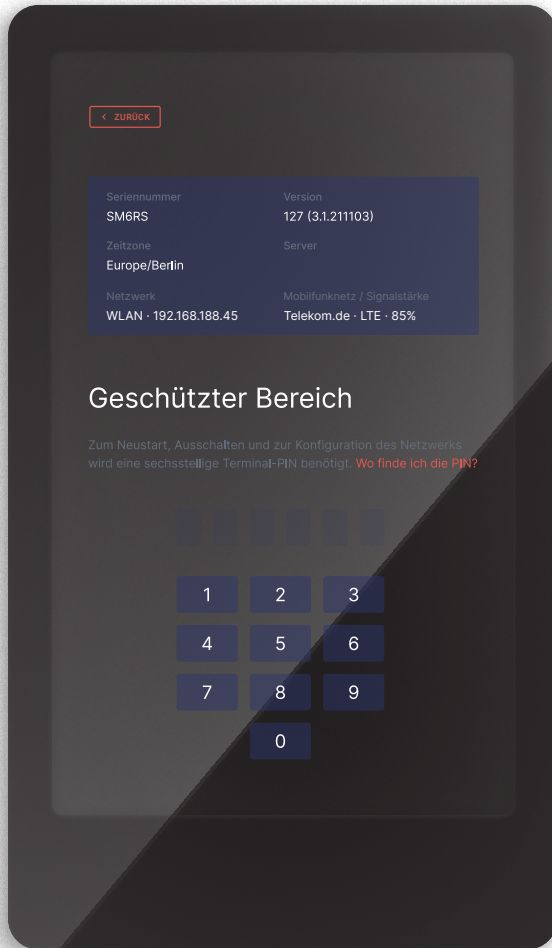 ZURÜCK
Seriennummer Version
SM6RS 127 (3.1.211103)
Zeitzone Server
Europe/Berlin
Netzwerk Mobilfunknetz / Signalstärke
WLAN · 192.168.188.45 Telekom.de · LTE · 85%
Geschützter Bereich
Zum Neustart, Ausschalten und zur Konfiguration des Netzwerks
wird eine sechsstellige Terminal-PIN benötigt. Wo finde ich die PIN?
1 2 3
4 5 6
7 8 9
0